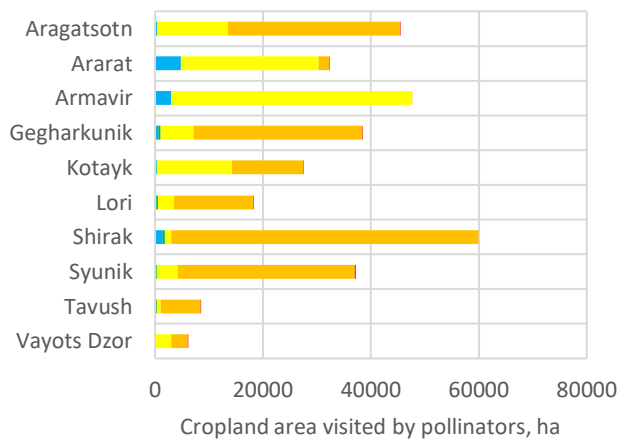 Aragatsotn
Ararat
Armavir
Gegharkunik
Kotayk
Lori
Shirak
Syunik
Tavush
Vayots Dzor
0 20000 40000 60000 80000
Cropland area visited by pollinators, ha